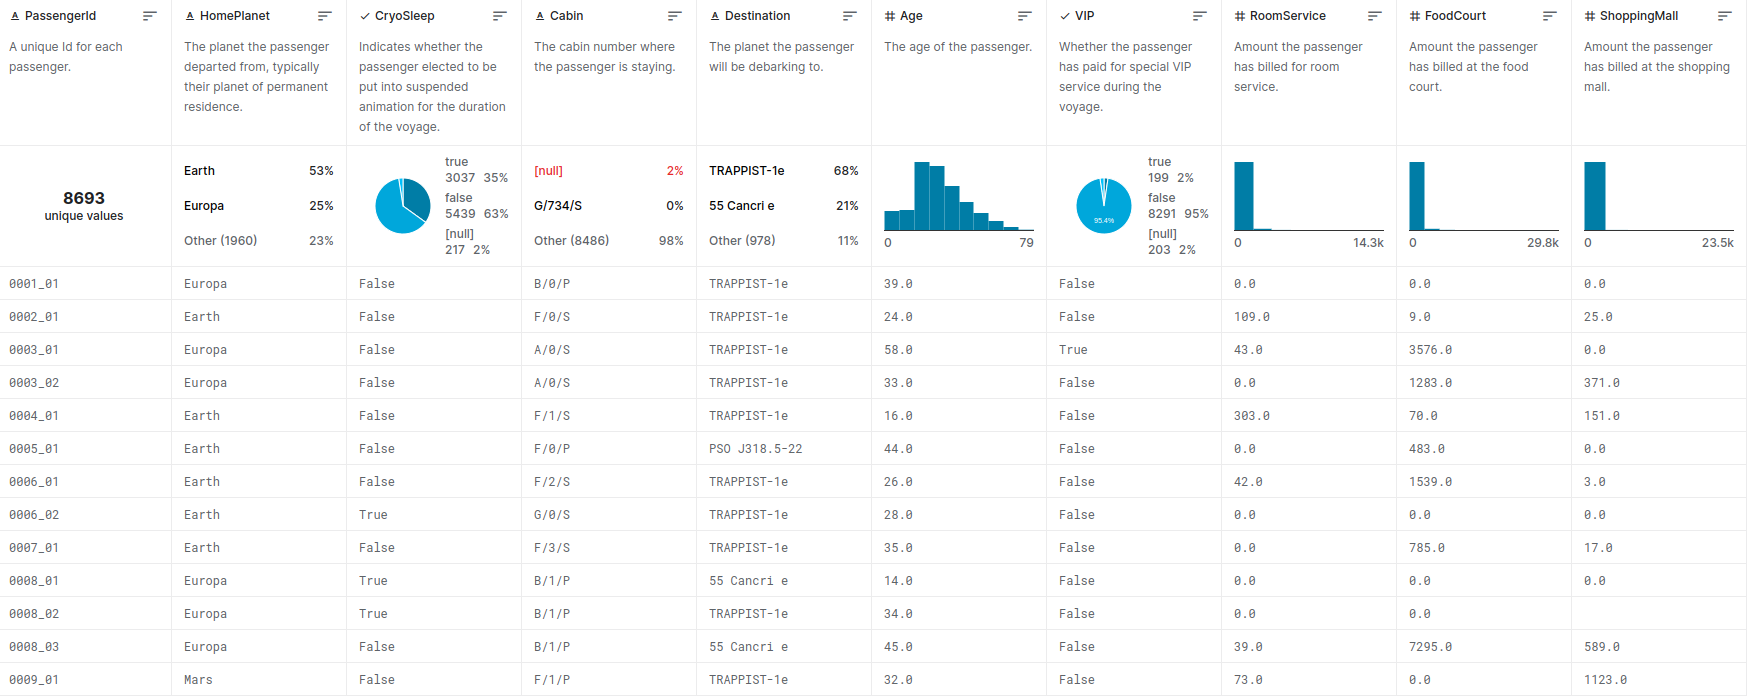 PassengerId HomePlanet CryoSleep Cabin Destination Age VIP RoomService FoodCourt ShoppingMall
A unique Id for each passenger.
The planet the passenger departed from, typically their planet of permanent residence.
Indicates whether the passenger elected to be put into suspended animation for the duration of the voyage.
The cabin number where the passenger is staying.
The planet the passenger will be debarking to.
The age of the passenger.
Whether the passenger has paid for special VIP service during the voyage.
Amount the passenger has billed for room service.
Amount the passenger has billed at the food court.
Amount the passenger has billed at the shopping mall.
8693
unique values
Earth 53%
Europa 25%
Other (1960) 23%
true
3037 35%
false
5439 63%
[null]
217 2%
[null] 2%
G/734/S 0%
Other (8486) 98%
TRAPPIST-1e 68%
55 Cancri e 21%
Other (978) 11%
0 79
95.4%
true
199 2%
false
8291 95%
[null]
203 2%
0 14.3k
0 29.8k
0 23.5k
0001_01 Europa False B/0/P TRAPPIST-1e 39.0 False 0.0 0.0 0.0
0002_01 Earth False F/0/S TRAPPIST-1e 24.0 False 109.0 9.0 25.0
0003_01 Europa False A/0/S TRAPPIST-1e 58.0 True 43.0 3576.0 0.0
0003_02 Europa False A/0/S TRAPPIST-1e 33.0 False 0.0 1283.0 371.0
0004_01 Earth False F/1/S TRAPPIST-1e 16.0 False 303.0 70.0 151.0
0005_01 Earth False F/0/P PSO J318.5-22 44.0 False 0.0 483.0 0.0
0006_01 Earth False F/2/S TRAPPIST-1e 26.0 False 42.0 1539.0 3.0
0006_02 Earth True G/0/S TRAPPIST-1e 28.0 False 0.0 0.0 0.0
0007_01 Earth False F/3/S TRAPPIST-1e 35.0 False 0.0 785.0 17.0
0008_01 Europa True B/1/P 55 Cancri e 14.0 False 0.0 0.0 0.0
0008_02 Europa True B/1/P TRAPPIST-1e 34.0 False 0.0 0.0
0008_03 Europa False B/1/P 55 Cancri e 45.0 False 39.0 7295.0 589.0
0009_01 Mars False F/1/P TRAPPIST-1e 32.0 False 73.0 0.0 1123.0